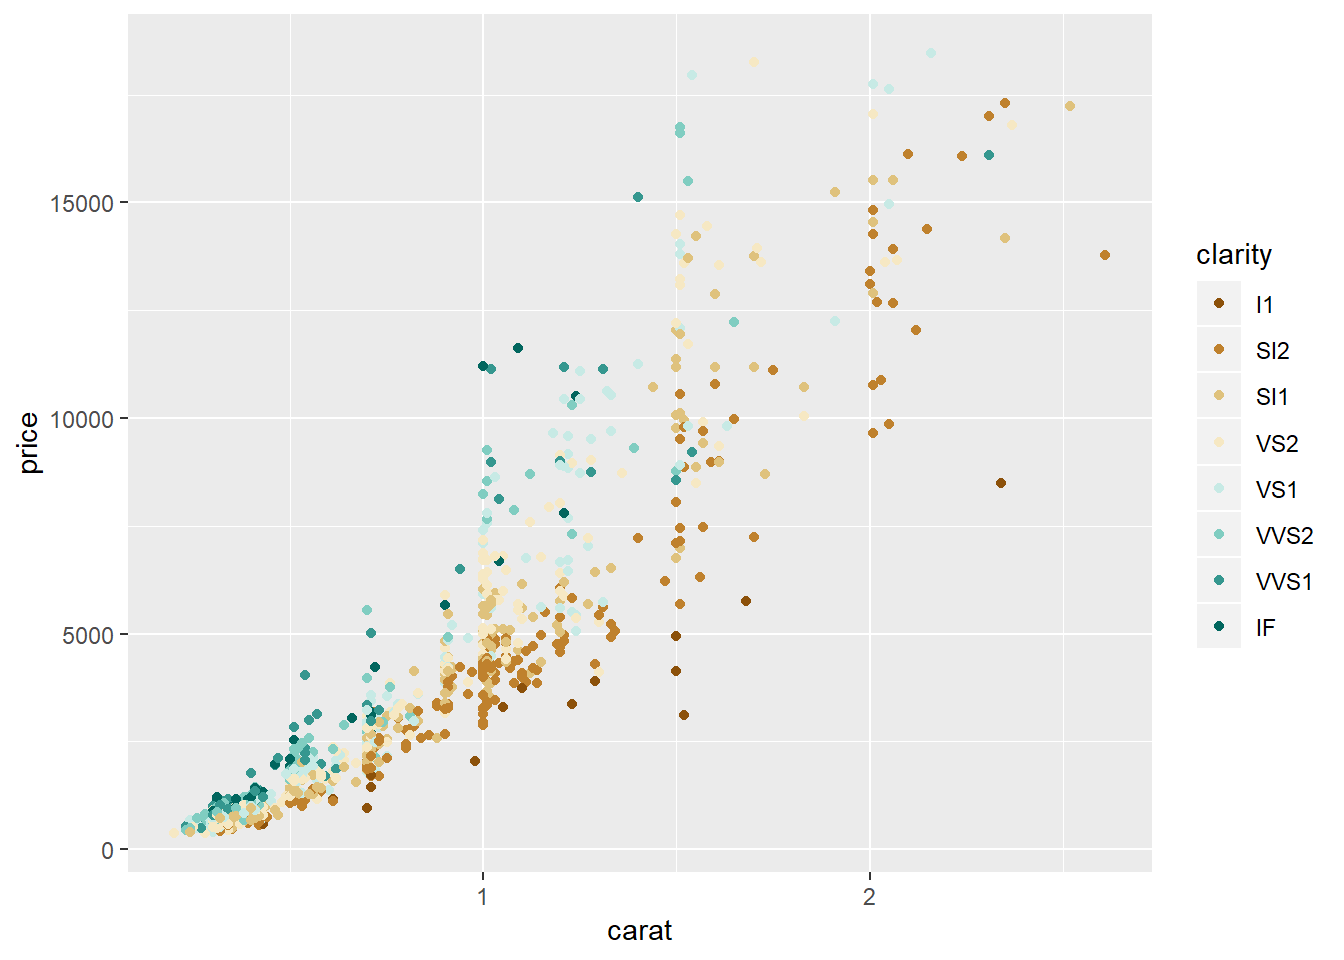 price
15000
10000
5000
0
1
2
carat
clarity
I1
SI2
SI1
VS2
VS1
VVS2
VVS1
IF